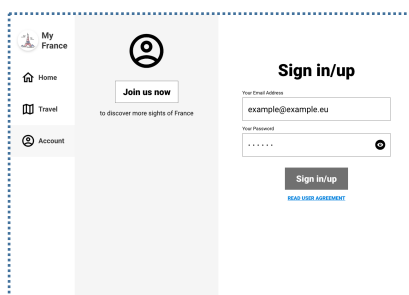 My
France
Home
Travel
Account
Join us now
to discover more sights of France
Sign in/up
Your Email Address
example@example.eu
Your Password
······
Sign in/up
READ USER AGREEMENT